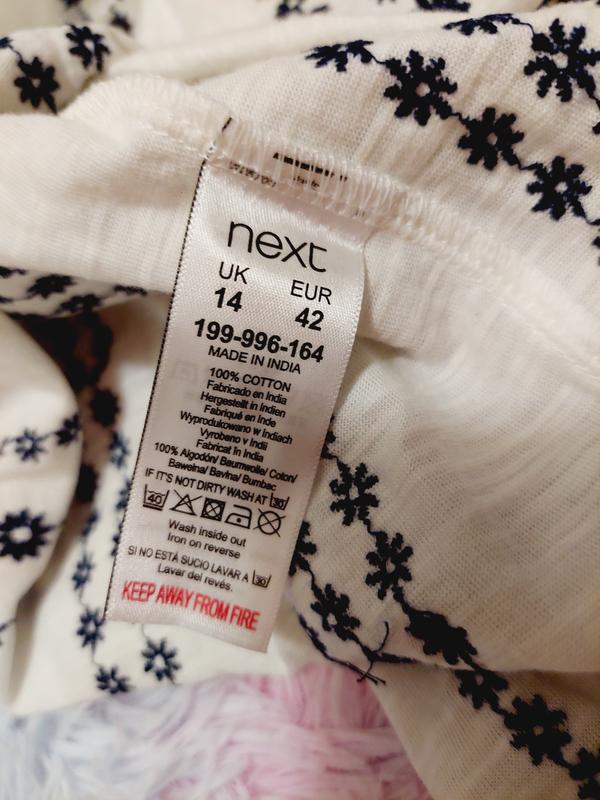 next
UK EUR
14 42
199-996-164
MADE IN INDIA
100% COTTON
Fabricado en India
Hergestellt in Indien
Fabriqué en Inde
Wyprodukowano w Indiach
Vyrobeno v Indii
Fabricat în India
100% Algodón/ Baumwolle/ Coton/
Bawełna/ Bavlna/ Bumbac
IF IT'S NOT DIRTY WASH AT 30
40
Wash inside out
Iron on reverse
SI NO ESTÁ SUCIO LAVAR A 30
Lavar del revés.
KEEP AWAY FROM FIRE